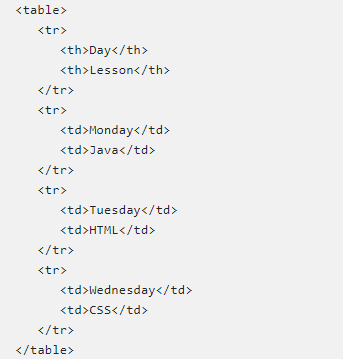 <table>
<tr>
<th>Day</th>
<th>Lesson</th>
</tr>
<tr>
<td>Monday</td>
<td>Java</td>
</tr>
<tr>
<td>Tuesday</td>
<td>HTML</td>
</tr>
<tr>
<td>Wednesday</td>
<td>CSS</td>
</tr>
</table>